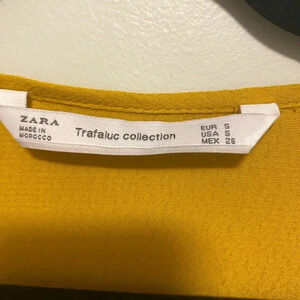 ZARA
MADE IN
MOROCCO
Trafaluc collection
EUR S
USA S
MEX 26